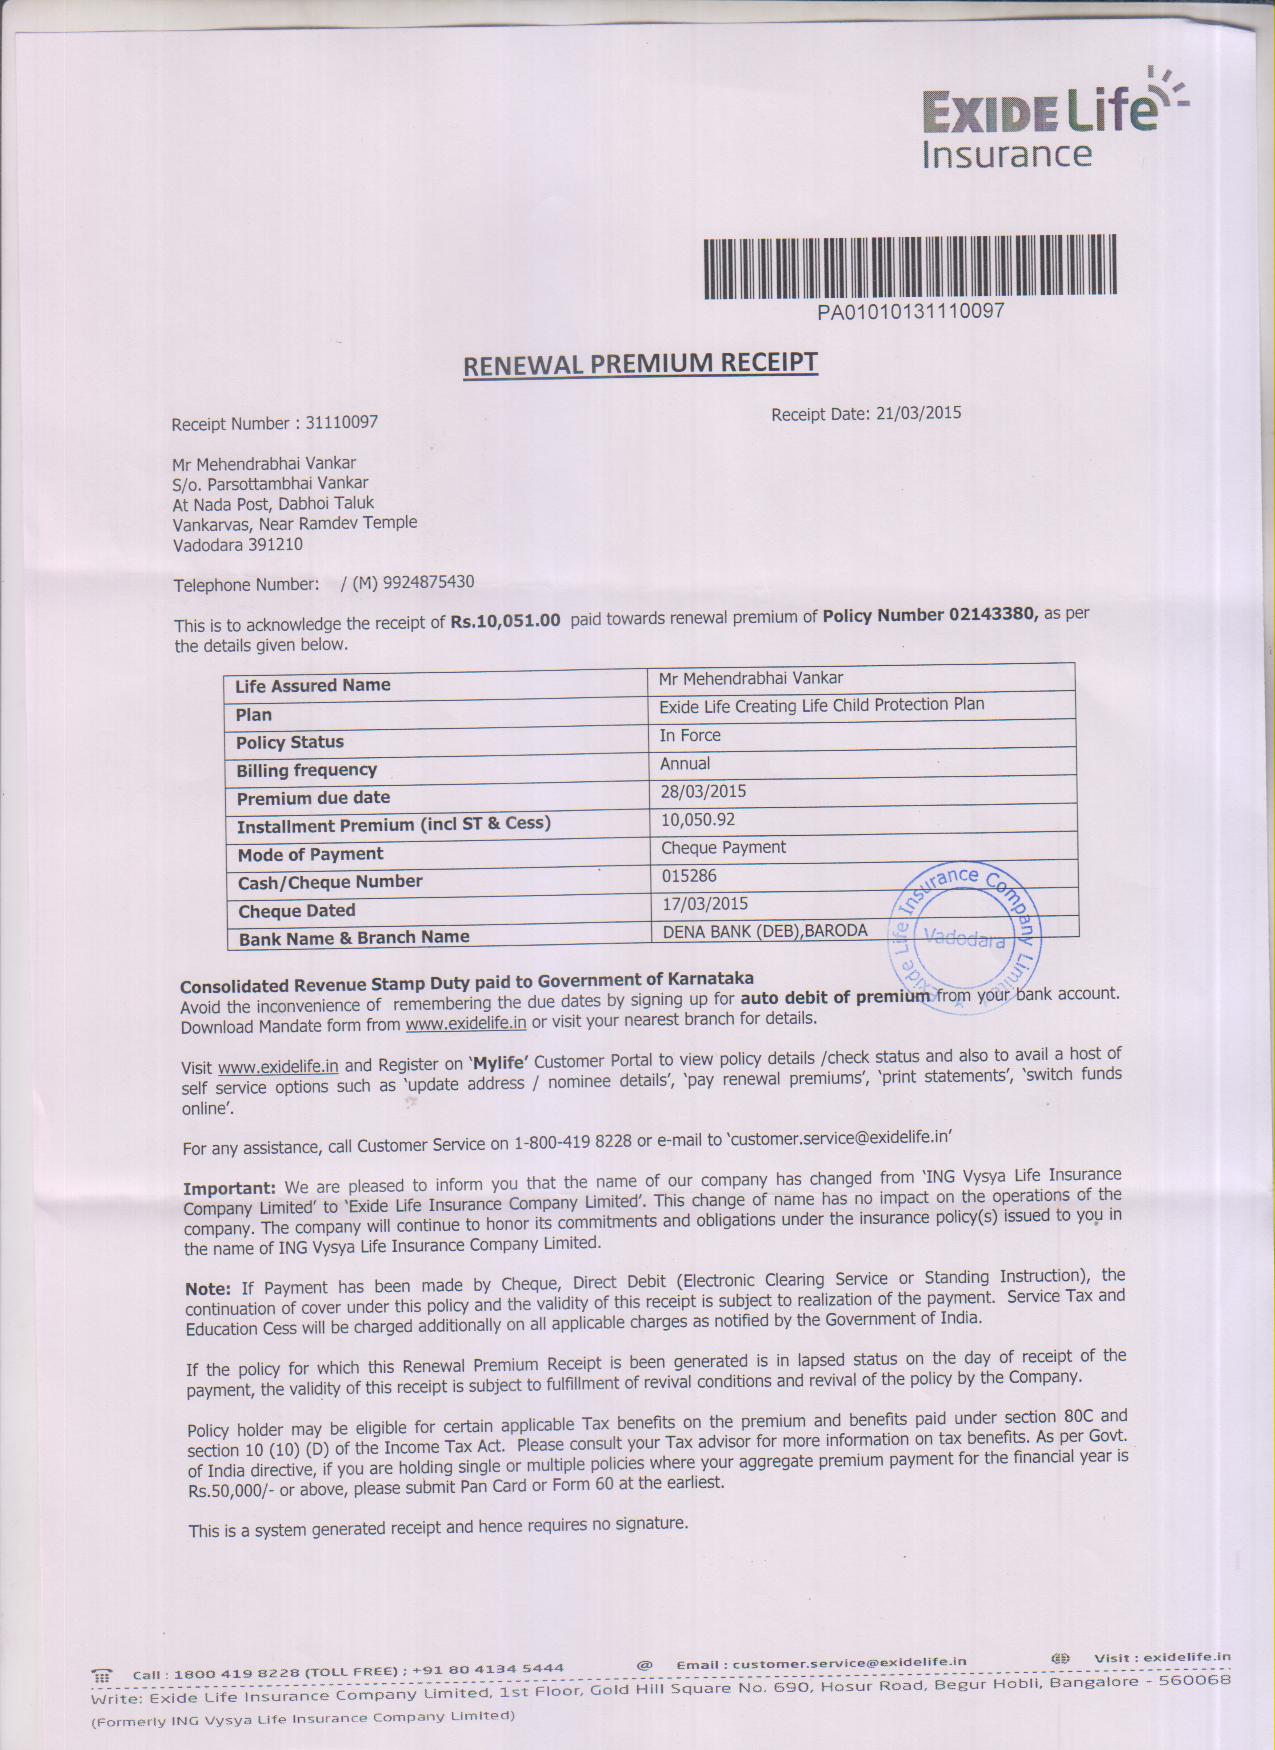 EXIDE Life
Insurance
PA01010131110097
RENEWAL PREMIUM RECEIPT
Receipt Number : 31110097
Receipt Date: 21/03/2015
Mr Mehendrabhai Vankar
S/o. Parsottambhai Vankar
At Nada Post, Dabhoi Taluk
Vankarvas, Near Ramdev Temple
Vadodara 391210
Telephone Number: / (M) 9924875430
This is to acknowledge the receipt of Rs.10,051.00 paid towards renewal premium of Policy Number 02143380, as per
the details given below.
Life Assured Name Mr Mehendrabhai Vankar
Plan Exide Life Creating Life Child Protection Plan
Policy Status In Force
Billing frequency Annual
Premium due date 28/03/2015
Installment Premium (incl ST & Cess) 10,050.92
Mode of Payment Cheque Payment
Cash/Cheque Number 015286
Cheque Dated 17/03/2015
Bank Name & Branch Name DENA BANK (DEB),BARODA
Exide Life Insurance Company Limited
Vadodara
Consolidated Revenue Stamp Duty paid to Government of Karnataka
Avoid the inconvenience of remembering the due dates by signing up for auto debit of premium from your bank account.
Download Mandate form from www.exidelife.in or visit your nearest branch for details.
Visit www.exidelife.in and Register on ‘Mylife’ Customer Portal to view policy details /check status and also to avail a host of
self service options such as ‘update address / nominee details’, ‘pay renewal premiums’, ‘print statements’, ‘switch funds
online’.
For any assistance, call Customer Service on 1-800-419 8228 or e-mail to ‘customer.service@exidelife.in’
Important: We are pleased to inform you that the name of our company has changed from ‘ING Vysya Life Insurance
Company Limited’ to ‘Exide Life Insurance Company Limited’. This change of name has no impact on the operations of the
company. The company will continue to honor its commitments and obligations under the insurance policy(s) issued to you in
the name of ING Vysya Life Insurance Company Limited.
Note: If Payment has been made by Cheque, Direct Debit (Electronic Clearing Service or Standing Instruction), the
continuation of cover under this policy and the validity of this receipt is subject to realization of the payment. Service Tax and
Education Cess will be charged additionally on all applicable charges as notified by the Government of India.
If the policy for which this Renewal Premium Receipt is been generated is in lapsed status on the day of receipt of the
payment, the validity of this receipt is subject to fulfillment of revival conditions and revival of the policy by the Company.
Policy holder may be eligible for certain applicable Tax benefits on the premium and benefits paid under section 80C and
section 10 (10) (D) of the Income Tax Act. Please consult your Tax advisor for more information on tax benefits. As per Govt.
of India directive, if you are holding single or multiple policies where your aggregate premium payment for the financial year is
Rs.50,000/- or above, please submit Pan Card or Form 60 at the earliest.
This is a system generated receipt and hence requires no signature.
Call : 1800 419 8228 (TOLL FREE) ; +91 80 4134 5444 @ Email : customer.service@exidelife.in Visit : exidelife.in
Write: Exide Life Insurance Company Limited, 1st Floor, Gold Hill Square No. 690, Hosur Road, Begur Hobli, Bangalore - 560068
(Formerly ING Vysya Life Insurance Company Limited)